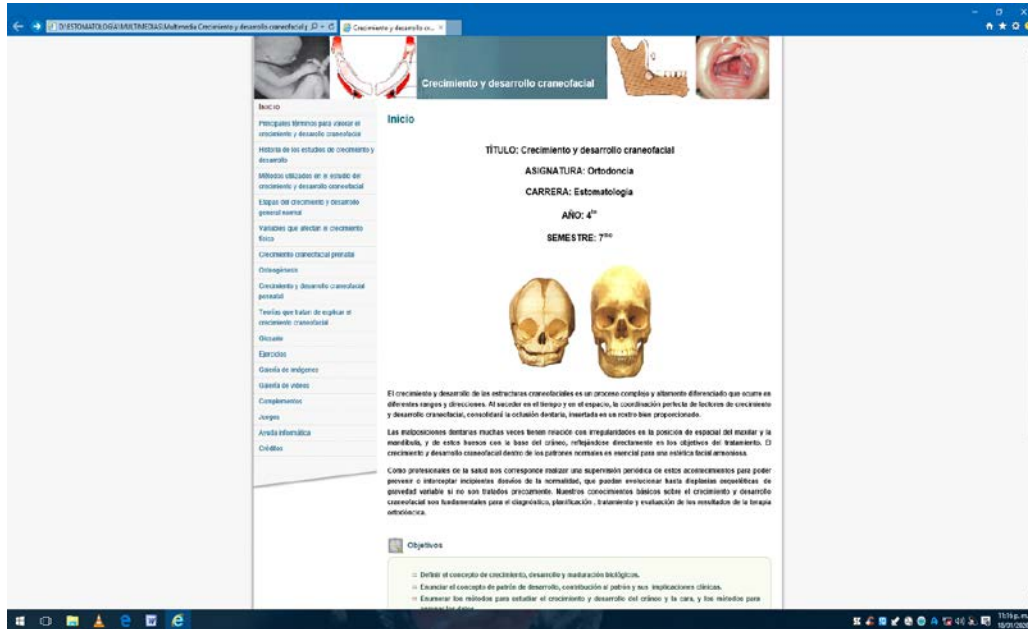 D:\ESTOMATOLOGÍA\MULTIMEDIAS\Multimedia Crecimiento y desarrollo craneofacial\
Crecimiento y desarrollo cr...
Crecimiento y desarrollo craneofacial
INICIO
Principales términos para valorar el
crecimiento y desarrollo craneofacial
Historia de los estudios de crecimiento y
desarrollo
Métodos utilizados en el estudio del
crecimiento y desarrollo craneofacial
Etapas del crecimiento y desarrollo
general normal
Variables que afectan el crecimiento
físico
Crecimiento craneofacial prenatal
Osteogénesis
Crecimiento y desarrollo craneofacial
posnatal
Teorías que tratan de explicar el
crecimiento craneofacial
Glosario
Ejercicios
Galería de imágenes
Galería de videos
Complementos
Juegos
Ayuda informática
Créditos
Inicio
TÍTULO: Crecimiento y desarrollo craneofacial
ASIGNATURA: Ortodoncia
CARRERA: Estomatología
AÑO: 4to
SEMESTRE: 7mo
El crecimiento y desarrollo de las estructuras craneofaciales es un proceso complejo y altamente diferenciado que ocurre en
diferentes rangos y direcciones. Al suceder en el tiempo y en el espacio, la coordinación perfecta de factores de crecimiento
y desarrollo craneofacial, consolidará la oclusión dentaria, insertada en un rostro bien proporcionado.
Las malposiciones dentarias muchas veces tienen relación con irregularidades en la posición de espacial del maxilar y la
mandíbula, y de estos huesos con la base del cráneo, reflejándose directamente en los objetivos del tratamiento. El
crecimiento y desarrollo craneofacial dentro de los patrones normales es esencial para una estética facial armoniosa.
Como profesionales de la salud nos corresponde realizar una supervisión periódica de estos acontecimientos para poder
prevenir o interceptar incipientes desvíos de la normalidad, que puedan evolucionar hasta displasias esqueléticas de
gravedad variable si no son tratados precozmente. Nuestros conocimientos básicos sobre el crecimiento y desarrollo
craneofacial son fundamentales para el diagnóstico, planificación , tratamiento y evaluación de los resultados de la terapia
ortodóncica.
Objetivos
Definir el concepto de crecimiento, desarrollo y maduración biológicos.
Enunciar el concepto de patrón de desarrollo, contribución al patrón y sus implicaciones clínicas.
Enumerar los métodos para estudiar el crecimiento y desarrollo del cráneo y la cara, y los métodos para